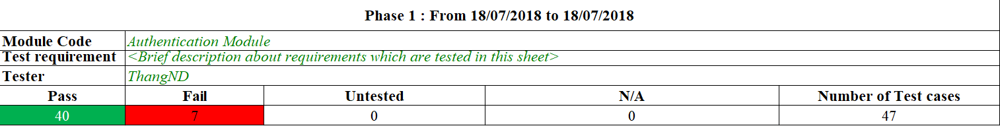 Phase 1 : From 18/07/2018 to 18/07/2018
Module Code Authentication Module
Test requirement <Brief description about requirements which are tested in this sheet>
Tester ThangND
Pass Fail Untested N/A Number of Test cases
40 7 0 0 47